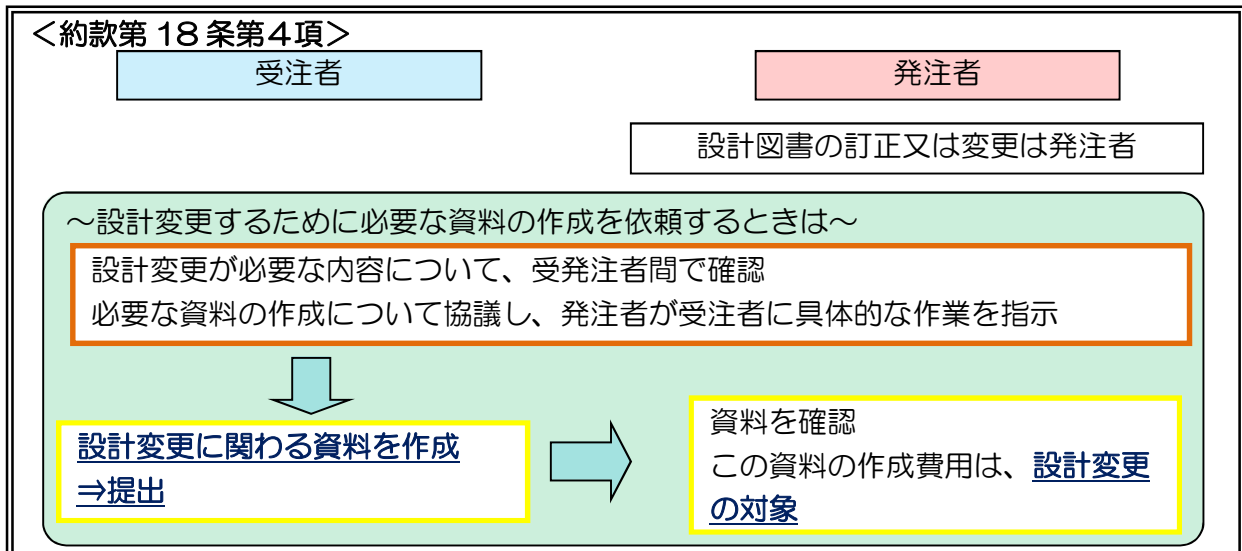 ＜約款第18条第４項＞
受注者
発注者
設計図書の訂正又は変更は発注者
～設計変更するために必要な資料の作成を依頼するときは～
設計変更が必要な内容について、受発注者間で確認
必要な資料の作成について協議し、発注者が受注者に具体的な作業を指示
設計変更に関わる資料を作成
⇒提出
資料を確認
この資料の作成費用は、設計変更
の対象